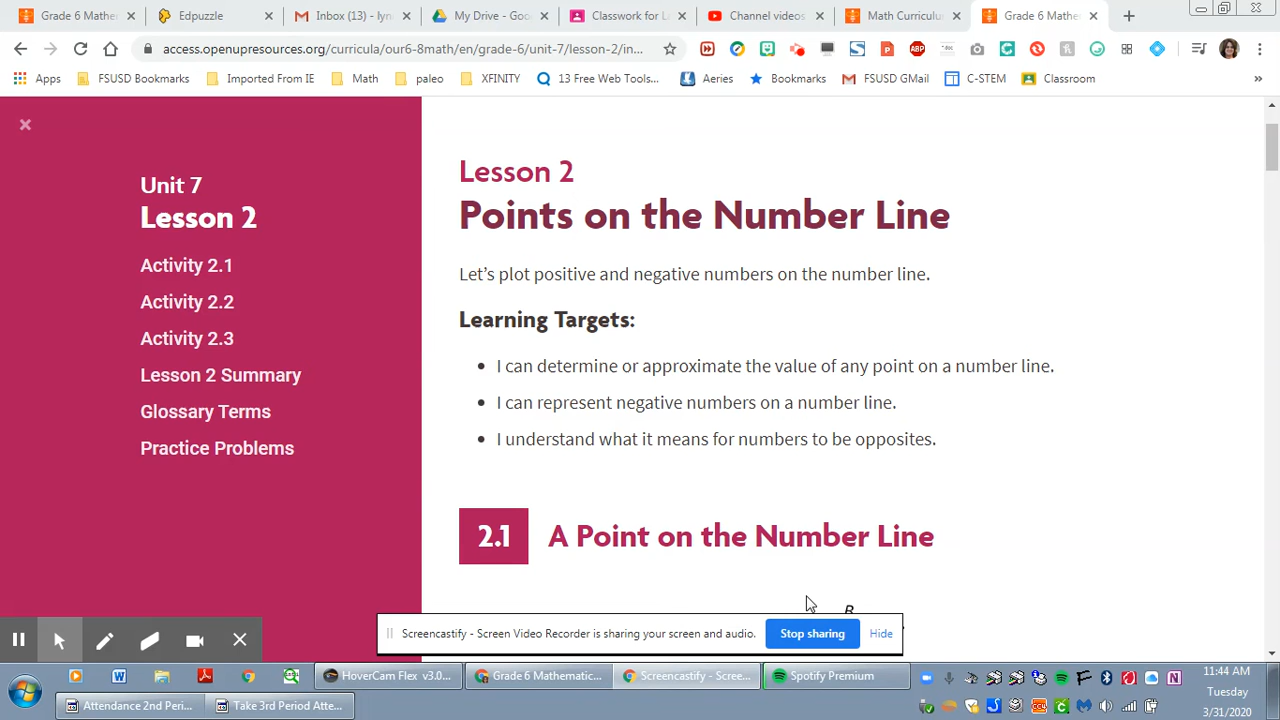 Grade 6 Mathe
Edpuzzle
Inbox (13) - lyn
My Drive - Goo
Classwork for L
Channel videos
Math Curriculu
Grade 6 Mathe
access.openupresources.org/curricula/our6-8math/en/grade-6/unit-7/lesson-2/in...
Apps
FSUSD Bookmarks
Imported From IE
Math
paleo
XFINITY
13 Free Web Tools...
Aeries
Bookmarks
FSUSD GMail
C-STEM
Classroom
»
Unit 7
Lesson 2
Activity 2.1
Activity 2.2
Activity 2.3
Lesson 2 Summary
Glossary Terms
Practice Problems
Lesson 2
Points on the Number Line
Let's plot positive and negative numbers on the number line.
Learning Targets:
• I can determine or approximate the value of any point on a number line.
• I can represent negative numbers on a number line.
• I understand what it means for numbers to be opposites.
2.1 A Point on the Number Line
B
Screencastify - Screen Video Recorder is sharing your screen and audio.
Stop sharing
Hide
HoverCam Flex v3.0...
Grade 6 Mathematic...
Screencastify - Scree...
Spotify Premium
Attendance 2nd Peri...
Take 3rd Period Atte...
11:44 AM
Tuesday
3/31/2020